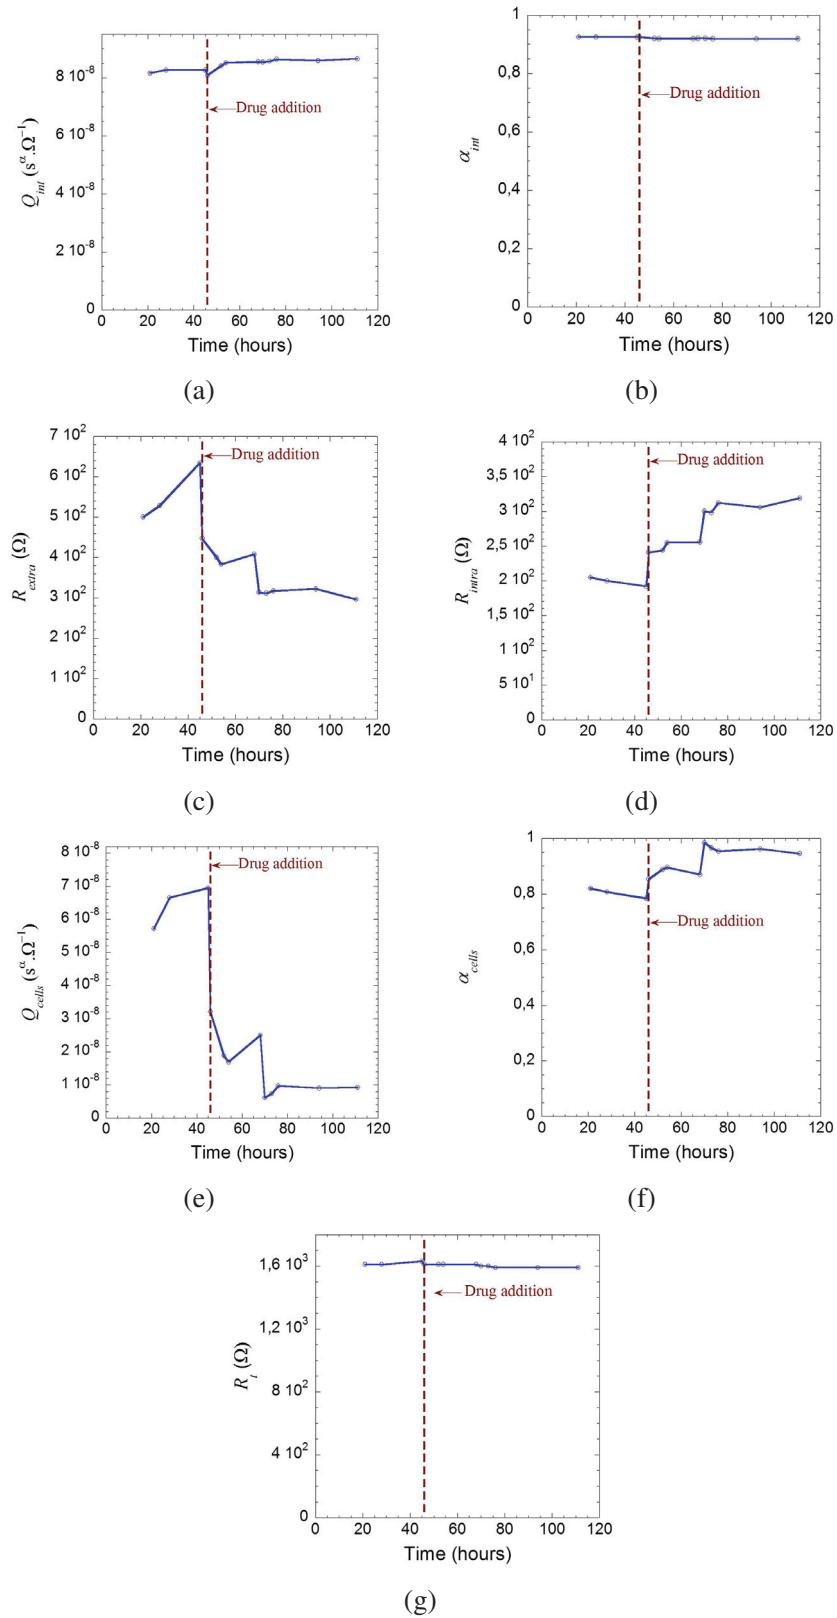 8 10⁻⁸
6 10⁻⁸
4 10⁻⁸
2 10⁻⁸
0
Q_int (s^α.Ω⁻¹)
Drug addition
0 20 40 60 80 100 120
Time (hours)
(a)
1
0,8
0,6
0,4
0,2
0
α_int
Drug addition
0 20 40 60 80 100 120
Time (hours)
(b)
7 10²
6 10²
5 10²
4 10²
3 10²
2 10²
1 10²
0
R_extra (Ω)
Drug addition
0 20 40 60 80 100 120
Time (hours)
(c)
4 10²
3,5 10²
3 10²
2,5 10²
2 10²
1,5 10²
1 10²
5 10¹
0
R_intra (Ω)
Drug addition
0 20 40 60 80 100 120
Time (hours)
(d)
8 10⁻⁸
7 10⁻⁸
6 10⁻⁸
5 10⁻⁸
4 10⁻⁸
3 10⁻⁸
2 10⁻⁸
1 10⁻⁸
0
Q_cells (s^α.Ω⁻¹)
Drug addition
0 20 40 60 80 100 120
Time (hours)
(e)
1
0,8
0,6
0,4
0,2
0
α_cells
Drug addition
0 20 40 60 80 100 120
Time (hours)
(f)
1,6 10³
1,2 10³
8 10²
4 10²
0
R_t (Ω)
Drug addition
0 20 40 60 80 100 120
Time (hours)
(g)